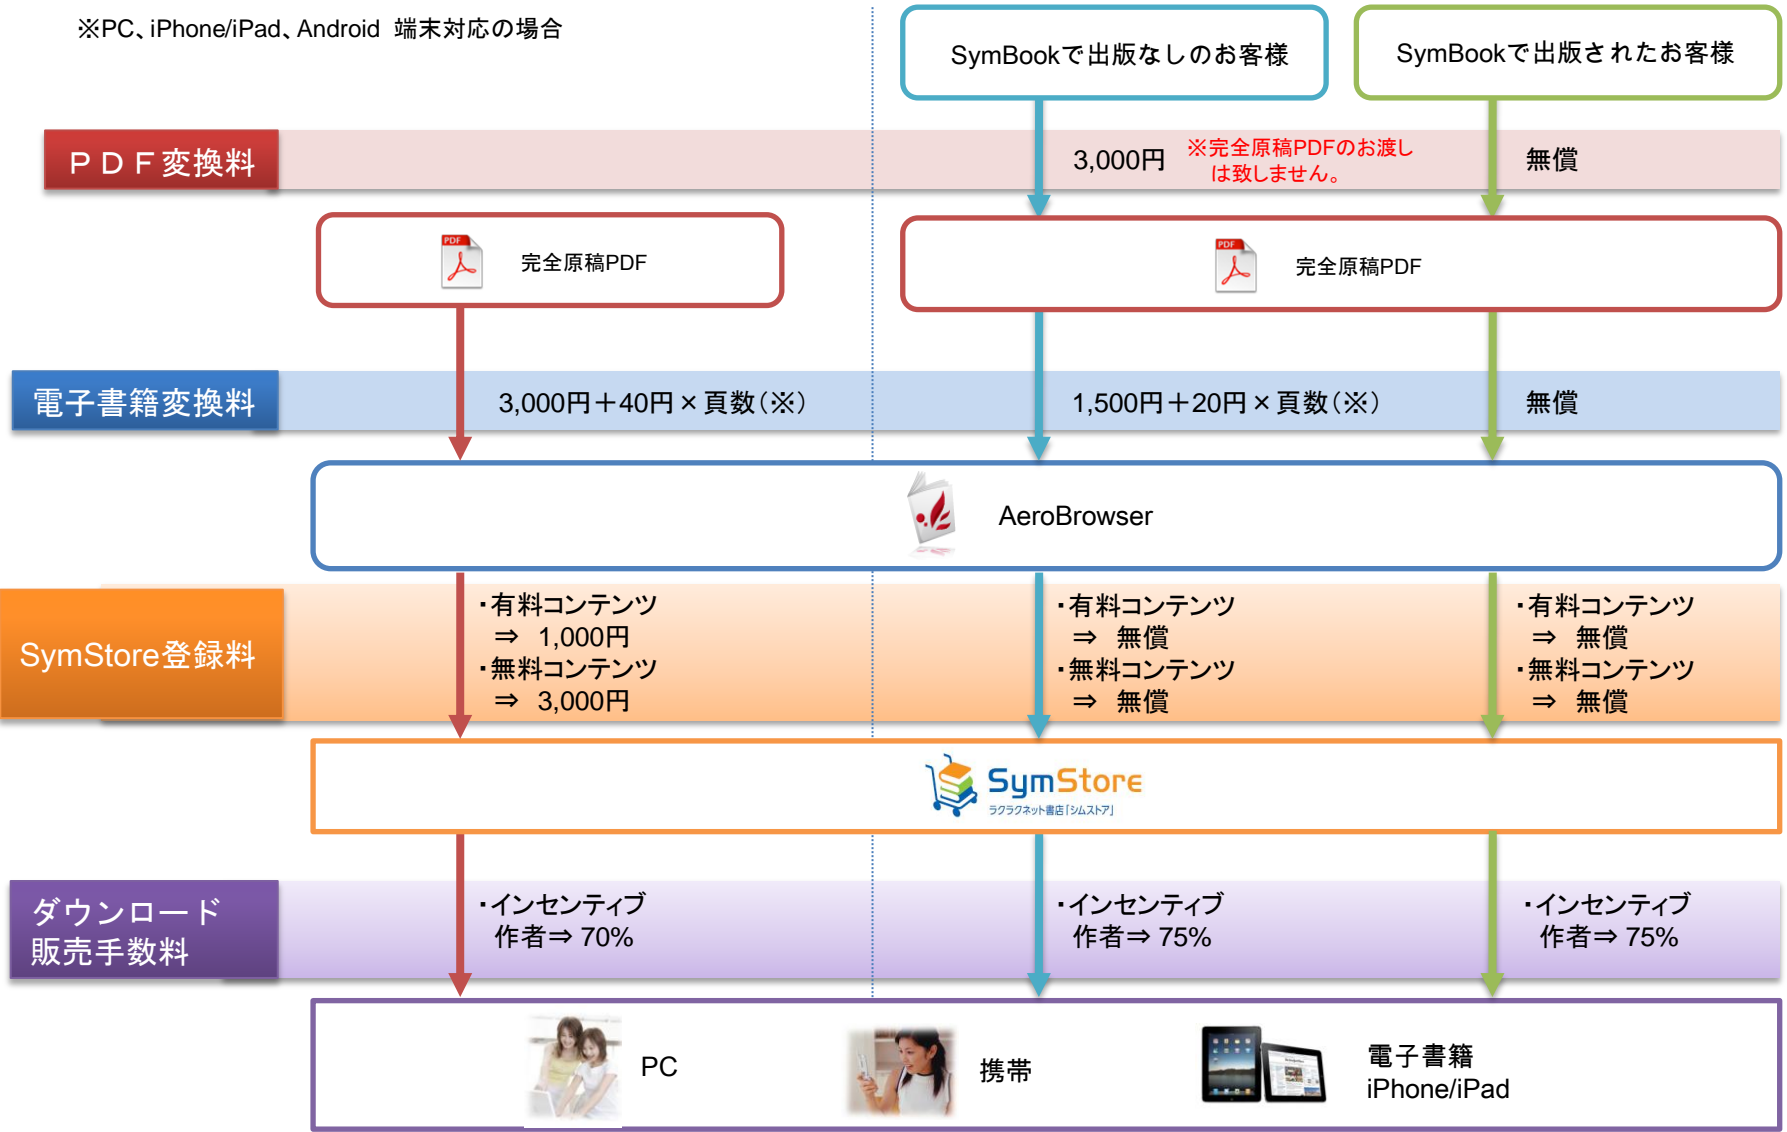 ※PC、iPhone/iPad、Android 端末対応の場合
SymBookで出版なしのお客様
SymBookで出版されたお客様
ＰＤＦ変換料
3,000円
※完全原稿PDFのお渡し
は致しません。
無償
PDF
完全原稿PDF
PDF
完全原稿PDF
電子書籍変換料
3,000円＋40円×頁数(※)
1,500円＋20円×頁数(※)
無償
AeroBrowser
SymStore登録料
・有料コンテンツ
⇒ 1,000円
・無料コンテンツ
⇒ 3,000円
・有料コンテンツ
⇒ 無償
・無料コンテンツ
⇒ 無償
・有料コンテンツ
⇒ 無償
・無料コンテンツ
⇒ 無償
SymStore
ラクラクネット書店「シムストア」
ダウンロード
販売手数料
・インセンティブ
作者⇒70%
・インセンティブ
作者⇒75%
・インセンティブ
作者⇒75%
PC
携帯
電子書籍
iPhone/iPad